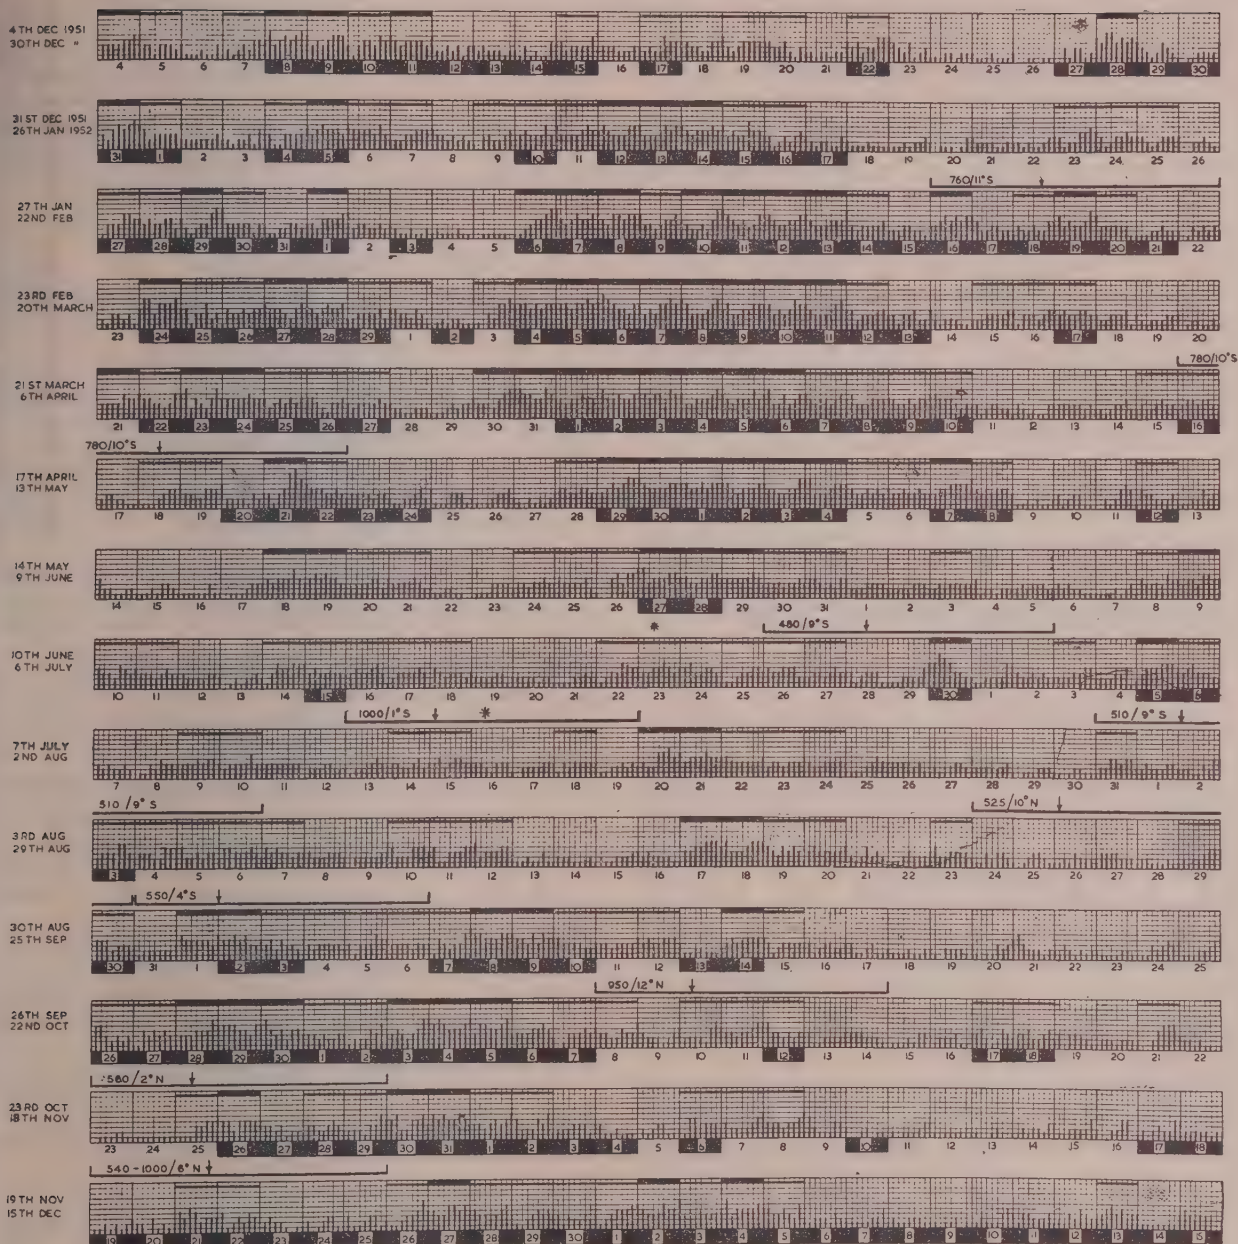 4TH DEC 1951
30TH DEC "
4 5 6 7 8 9 10 11 12 13 14 15 16 17 18 19 20 21 22 23 24 25 26 27 28 29 30
31ST DEC 1951
26TH JAN 1952
31 1 2 3 4 5 6 7 8 9 10 11 12 13 14 15 16 17 18 19 20 21 22 23 24 25 26
760/11°S
27TH JAN
22ND FEB
27 28 29 30 31 1 2 3 4 5 6 7 8 9 10 11 12 13 14 15 16 17 18 19 20 21 22
23RD FEB
20TH MARCH
23 24 25 26 27 28 29 1 2 3 4 5 6 7 8 9 10 11 12 13 14 15 16 17 18 19 20
780/10°S
21ST MARCH
6TH APRIL
21 22 23 24 25 26 27 28 29 30 31 1 2 3 4 5 6 7 8 9 10 11 12 13 14 15 16
780/10°S
17TH APRIL
13TH MAY
17 18 19 20 21 22 23 24 25 26 27 28 29 30 1 2 3 4 5 6 7 8 9 10 11 12 13
14TH MAY
9TH JUNE
14 15 16 17 18 19 20 21 22 23 24 25 26 27 28 29 30 31 1 2 3 4 5 6 7 8 9
* 480/9°S
10TH JUNE
6TH JULY
10 11 12 13 14 15 16 17 18 19 20 21 22 23 24 25 26 27 28 29 30 1 2 3 4 5 6
1000/1°S * 510/9°S
7TH JULY
2ND AUG
7 8 9 10 11 12 13 14 15 16 17 18 19 20 21 22 23 24 25 26 27 28 29 30 31 1 2
510/9°S 525/10°N
3RD AUG
29TH AUG
3 4 5 6 7 8 9 10 11 12 13 14 15 16 17 18 19 20 21 22 23 24 25 26 27 28 29
550/4°S
30TH AUG
25TH SEP
30 31 1 2 3 4 5 6 7 8 9 10 11 12 13 14 15 16 17 18 19 20 21 22 23 24 25
950/12°N
26TH SEP
22ND OCT
26 27 28 29 30 1 2 3 4 5 6 7 8 9 10 11 12 13 14 15 16 17 18 19 20 21 22
560/2°N
23RD OCT
18TH NOV
23 24 25 26 27 28 29 30 31 1 2 3 4 5 6 7 8 9 10 11 12 13 14 15 16 17 18
540-1000/6°N
19TH NOV
15TH DEC
19 20 21 22 23 24 25 26 27 28 29 30 1 2 3 4 5 6 7 8 9 10 11 12 13 14 15